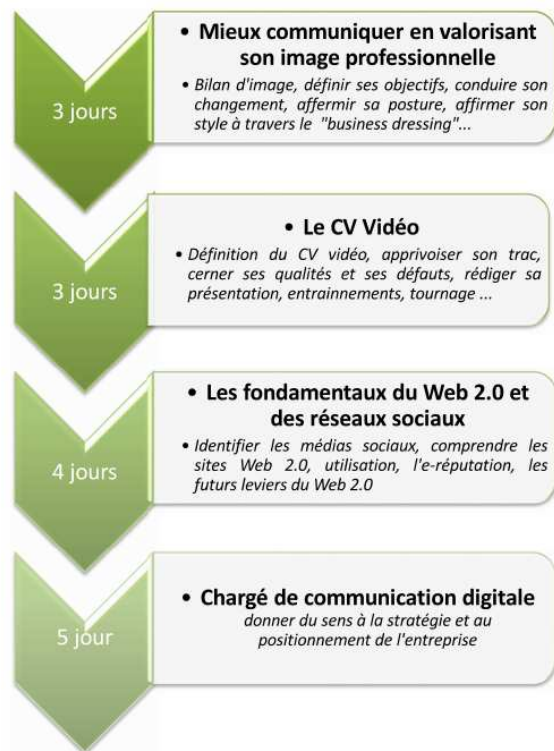 3 jours
• Mieux communiquer en valorisant
son image professionnelle
• Bilan d'image, définir ses objectifs, conduire son
changement, affermir sa posture, affirmer son
style à travers le "business dressing"...
3 jours
• Le CV Vidéo
• Définition du CV vidéo, apprivoiser son trac,
cerner ses qualités et ses défauts, rédiger sa
présentation, entrainnements, tournage ...
4 jours
• Les fondamentaux du Web 2.0 et
des réseaux sociaux
• Identifier les médias sociaux, comprendre les
sites Web 2.0, utilisation, l'e-réputation, les
futurs leviers du Web 2.0
5 jour
• Chargé de communication digitale
donner du sens à la stratégie et au
positionnement de l'entreprise